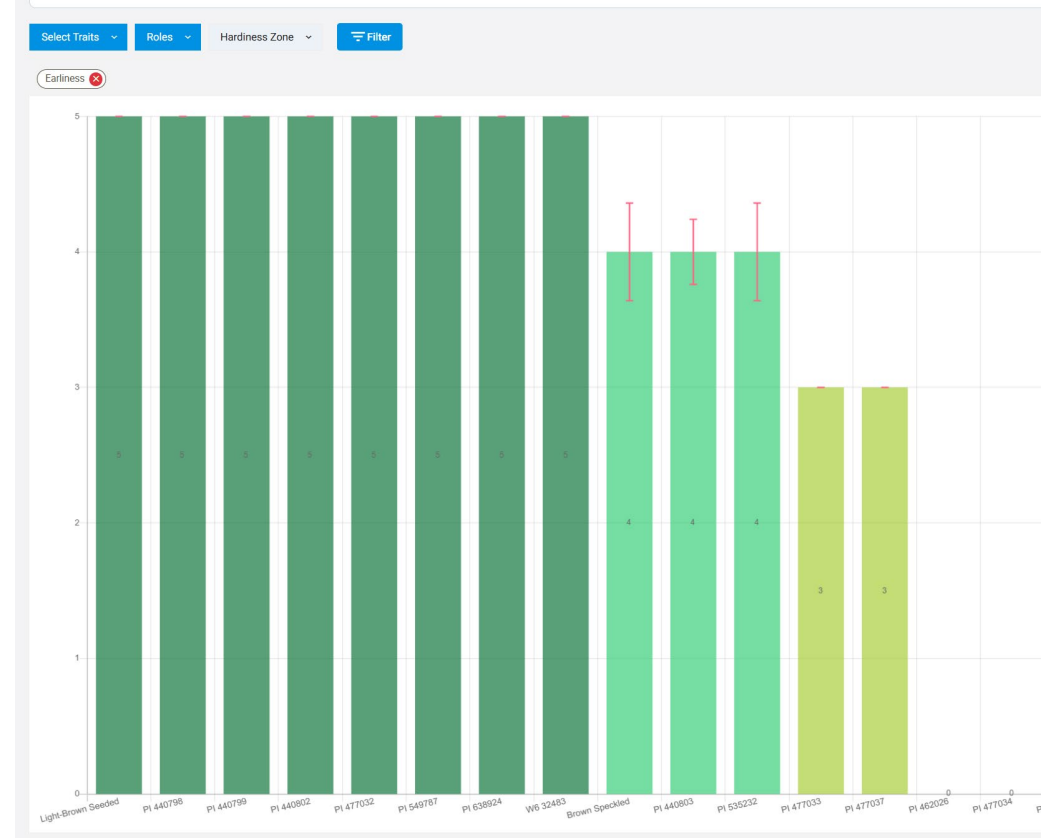 Select Traits Roles Hardiness Zone Filter
Earliness
5
4
3
2
1
0
5 5 5 5 5 5 5 5
4 4 4
3 3
0 0
Light-Brown Seeded PI 440798 PI 440799 PI 440802 PI 477032 PI 549787 PI 638924 W6 32483 Brown Speckled PI 440803 PI 535232 PI 477033 PI 477037 PI 462026 PI 477034